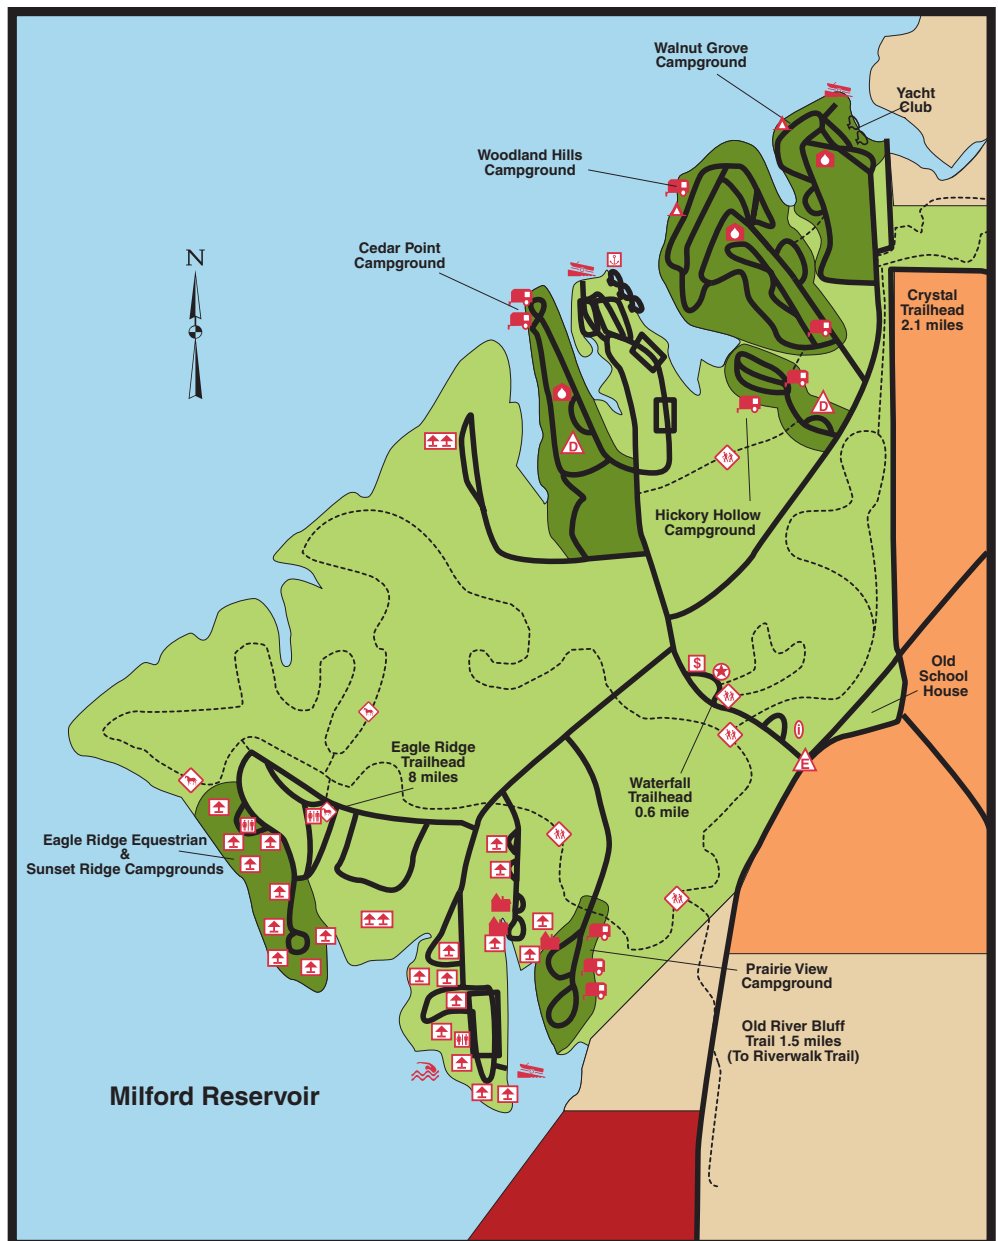 Walnut Grove
Campground
Yacht
Club
Woodland Hills
Campground
N
Cedar Point
Campground
Crystal
Trailhead
2.1 miles
D
D
Hickory Hollow
Campground
$
Old
School
House
i
E
Eagle Ridge
Trailhead
8 miles
Waterfall
Trailhead
0.6 mile
Eagle Ridge Equestrian
&
Sunset Ridge Campgrounds
Prairie View
Campground
Old River Bluff
Trail 1.5 miles
(To Riverwalk Trail)
Milford Reservoir